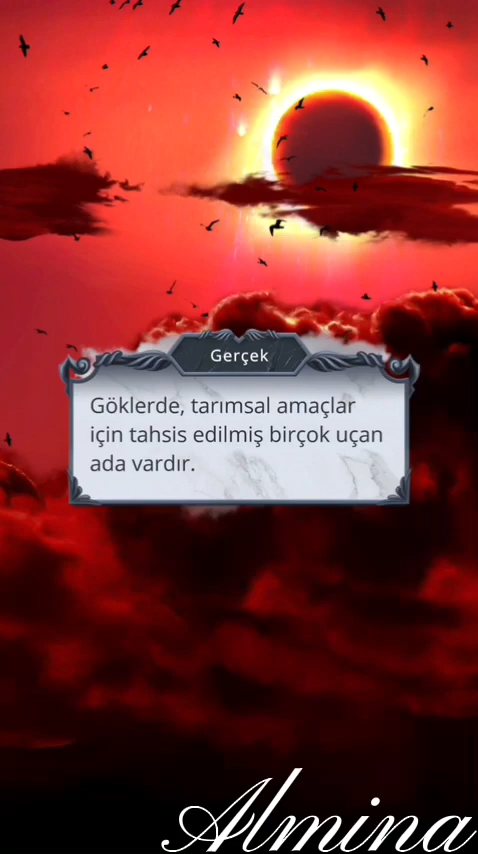 Gerçek
Göklerde, tarımsal amaçlar
için tahsis edilmiş birçok uçan
ada vardır.
Almina